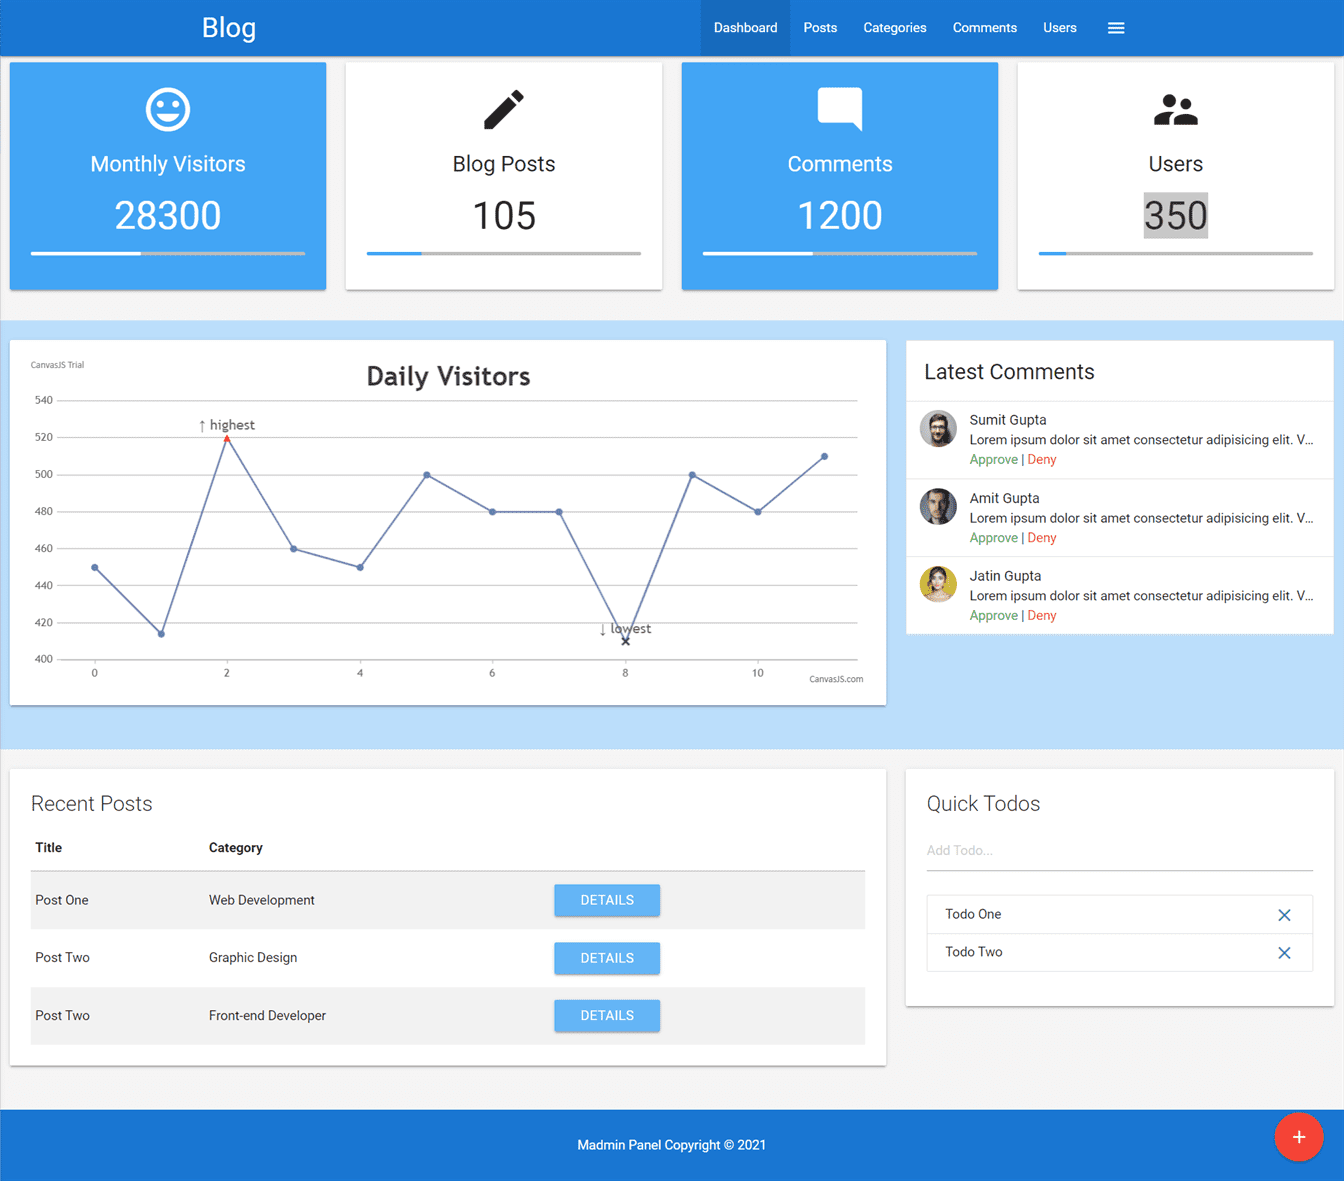 Blog
Dashboard Posts Categories Comments Users
Monthly Visitors
28300
Blog Posts
105
Comments
1200
Users
350
CanvasJS Trial
Daily Visitors
540
520
500
480
460
440
420
400
↑ highest
↓ lowest
0 2 4 6 8 10
CanvasJS.com
Latest Comments
Sumit Gupta
Lorem ipsum dolor sit amet consectetur adipisicing elit. V...
Approve | Deny
Amit Gupta
Lorem ipsum dolor sit amet consectetur adipisicing elit. V...
Approve | Deny
Jatin Gupta
Lorem ipsum dolor sit amet consectetur adipisicing elit. V...
Approve | Deny
Recent Posts
Title Category
Post One Web Development DETAILS
Post Two Graphic Design DETAILS
Post Two Front-end Developer DETAILS
Quick Todos
Add Todo...
Todo One
Todo Two
Madmin Panel Copyright © 2021
+